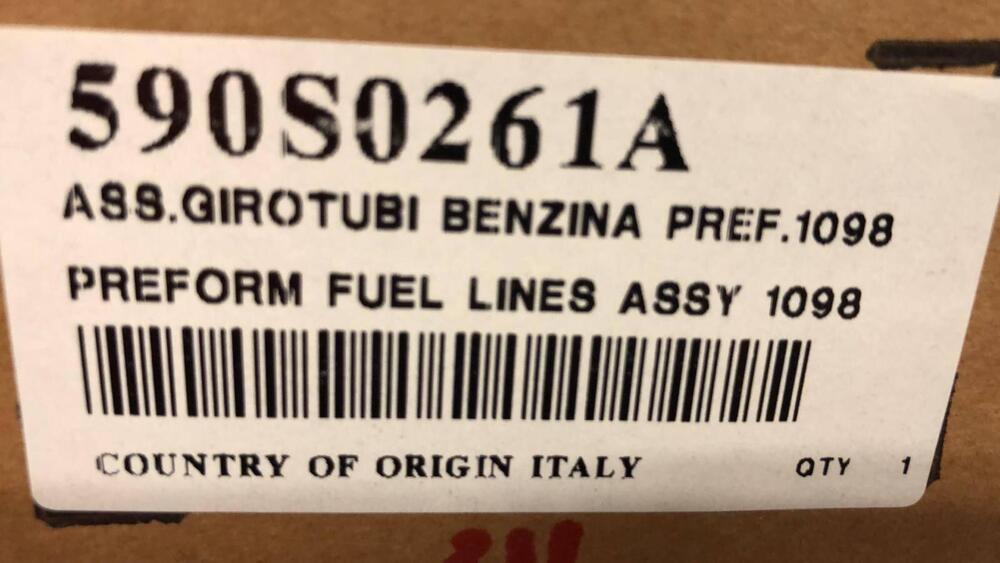 590S0261A
ASS.GIROTUBI BENZINA PREF.1098
PREFORM FUEL LINES ASSY 1098
COUNTRY OF ORIGIN ITALY QTY 1